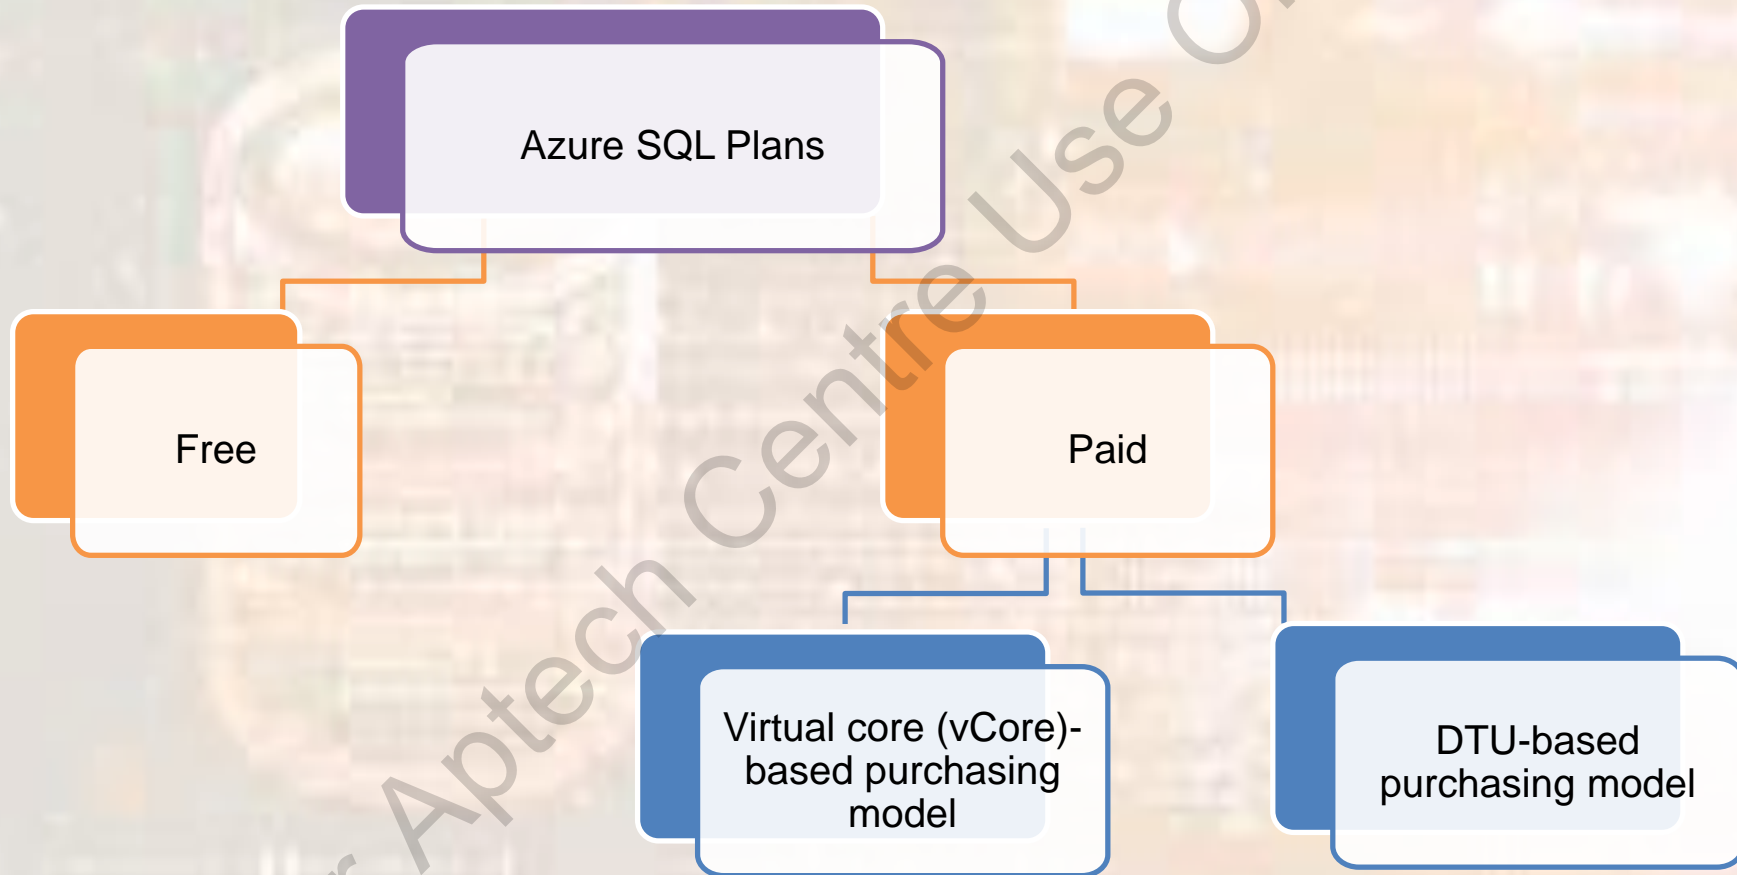 Azure SQL Plans
Free
Paid
Virtual core (vCore)-
based purchasing
model
DTU-based
purchasing model
Aptech Centre Use